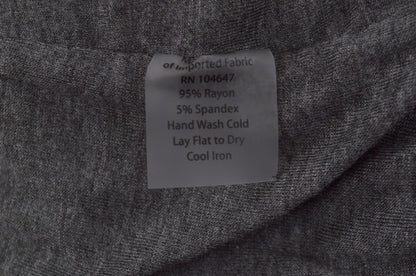 of Imported Fabric
RN 104647
95% Rayon
5% Spandex
Hand Wash Cold
Lay Flat to Dry
Cool Iron